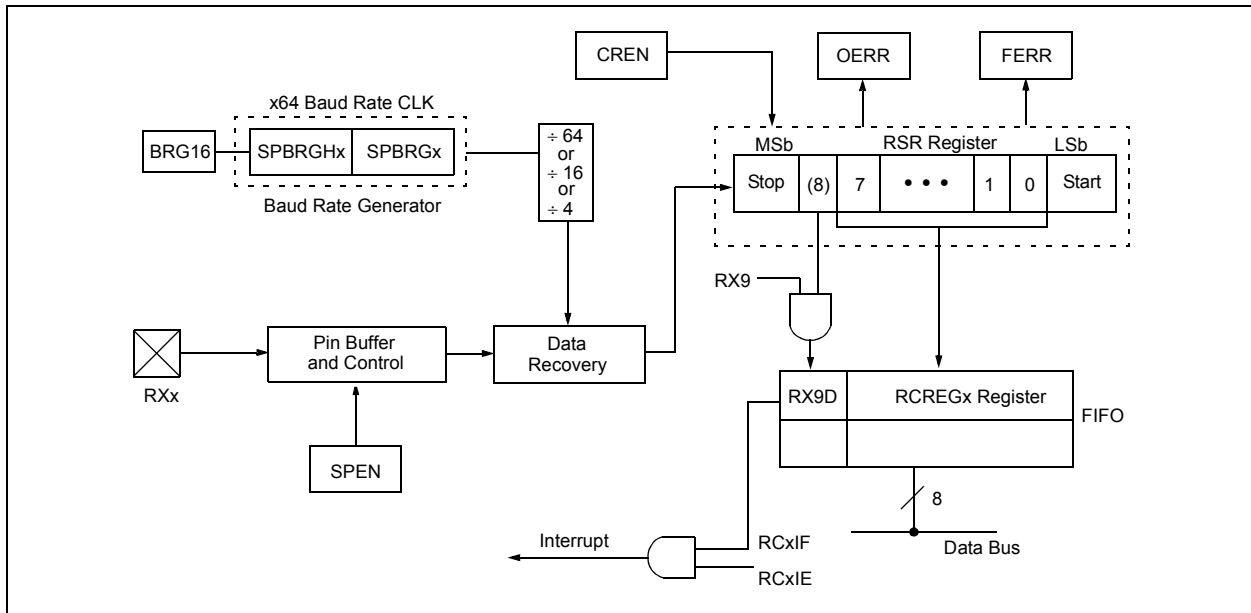 CREN
OERR
FERR
x64 Baud Rate CLK
BRG16
SPBRGHx
SPBRGx
Baud Rate Generator
÷ 64
or
÷ 16
or
÷ 4
MSb
RSR Register
LSb
Stop
(8)
7
• • •
1
0
Start
RX9
RXx
Pin Buffer
and Control
Data
Recovery
SPEN
RX9D
RCREGx Register
FIFO
8
Data Bus
Interrupt
RCxIF
RCxIE